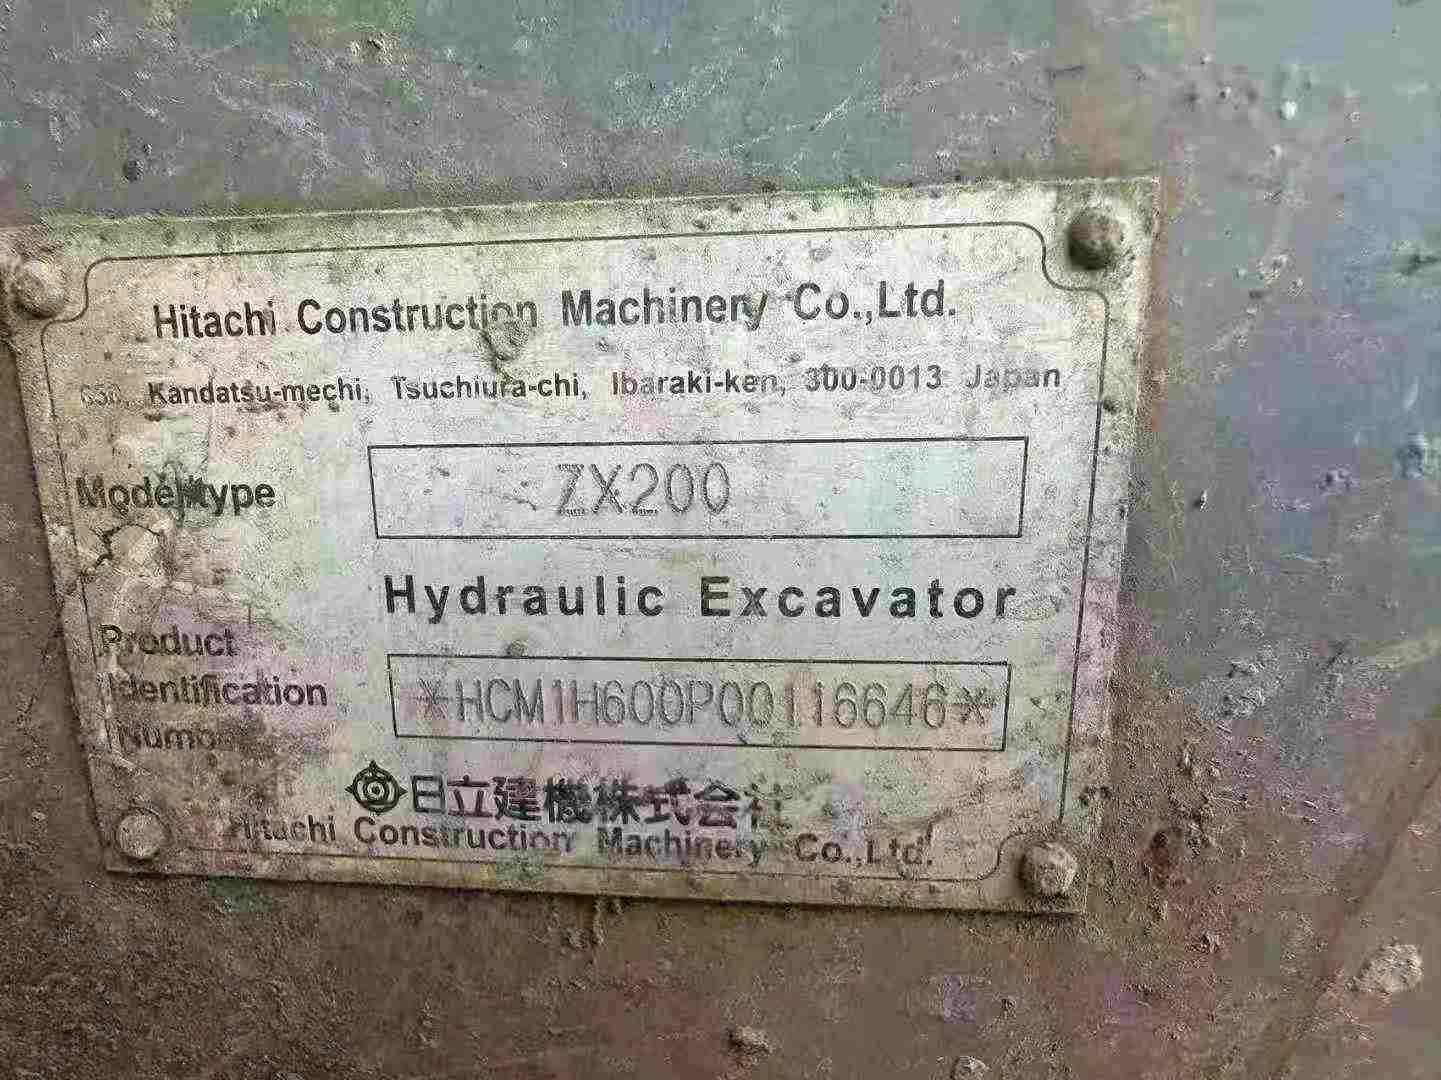 Hitachi Construction Machinery Co.,Ltd.
650, Kandatsu-mechi, Tsuchiura-chi, Ibaraki-ken, 300-0013 Japan
Model/type ZX200
Hydraulic Excavator
Product
Identification *HCM1H600P00116646*
日立建機株式会社
Hitachi Construction Machinery Co.,Ltd.